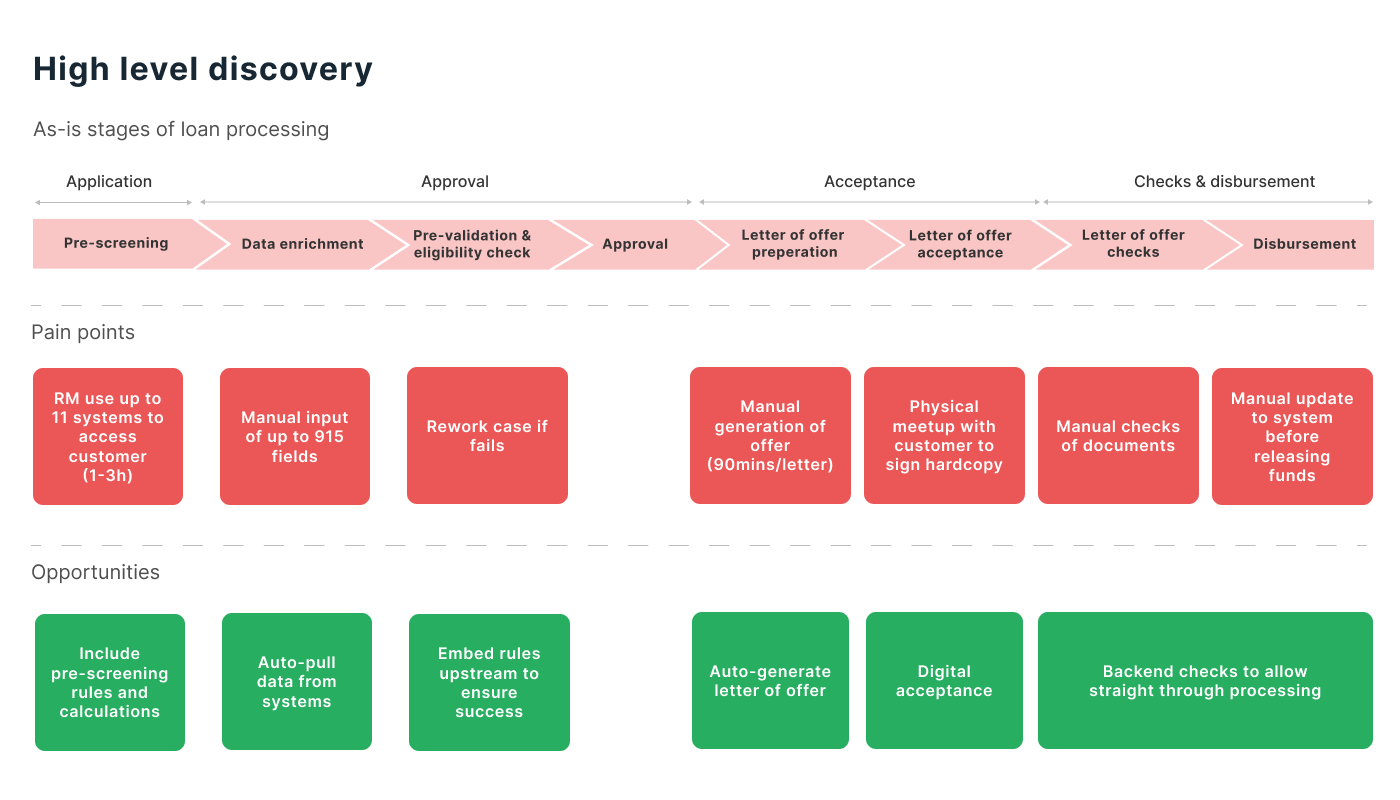 High level discovery
As-is stages of loan processing
Application
Approval
Acceptance
Checks & disbursement
Pre-screening
Data enrichment
Pre-validation &
eligibility check
Approval
Letter of offer
preperation
Letter of offer
acceptance
Letter of offer
checks
Disbursement
Pain points
RM use up to
11 systems to
access
customer
(1-3h)
Manual input
of up to 915
fields
Rework case if
fails
Manual
generation of
offer
(90mins/letter)
Physical
meetup with
customer to
sign hardcopy
Manual checks
of documents
Manual update
to system
before
releasing
funds
Opportunities
Include
pre-screening
rules and
calculations
Auto-pull
data from
systems
Embed rules
upstream to
ensure
success
Auto-generate
letter of offer
Digital
acceptance
Backend checks to allow
straight through processing